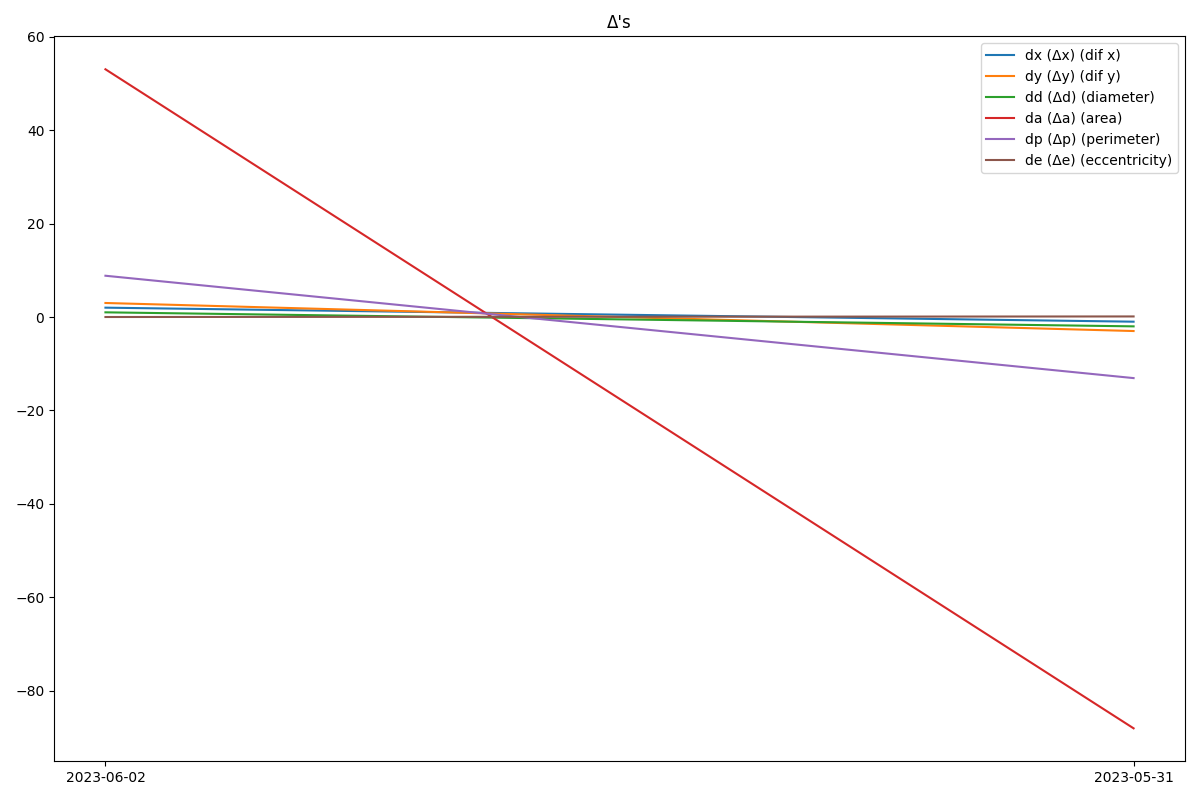 Δ's
60
40
20
0
−20
−40
−60
−80
2023-06-02
2023-05-31
dx (Δx) (dif x)
dy (Δy) (dif y)
dd (Δd) (diameter)
da (Δa) (area)
dp (Δp) (perimeter)
de (Δe) (eccentricity)